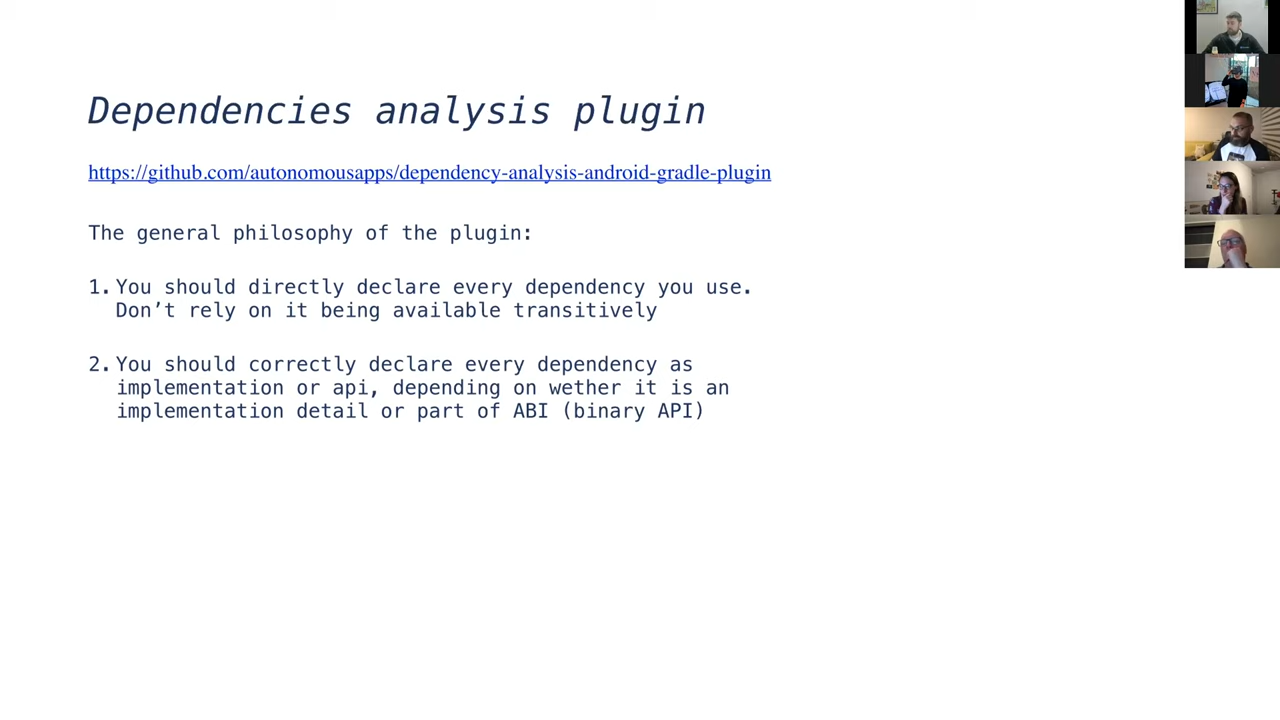 Dependencies analysis plugin
https://github.com/autonomousapps/dependency-analysis-android-gradle-plugin
The general philosophy of the plugin:
1. You should directly declare every dependency you use.
Don’t rely on it being available transitively
2. You should correctly declare every dependency as
implementation or api, depending on wether it is an
implementation detail or part of ABI (binary API)